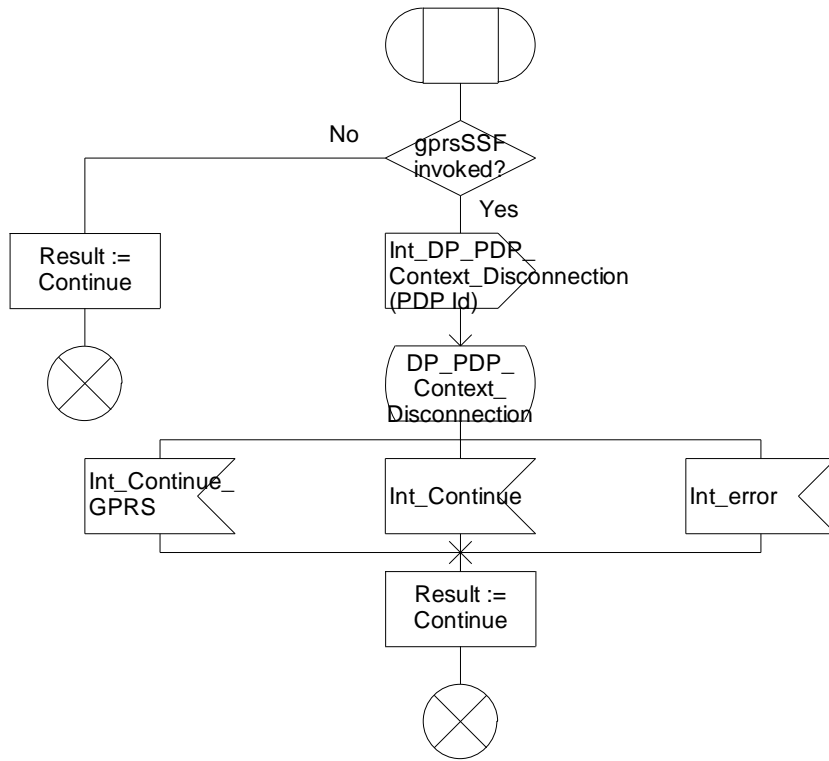 gprsSSF
invoked?
No
Yes
Result :=
Continue
Int_DP_PDP_
Context_Disconnection
(PDP Id)
DP_PDP_
Context_
Disconnection
Int_Continue_
GPRS
Int_Continue
Int_error
Result :=
Continue